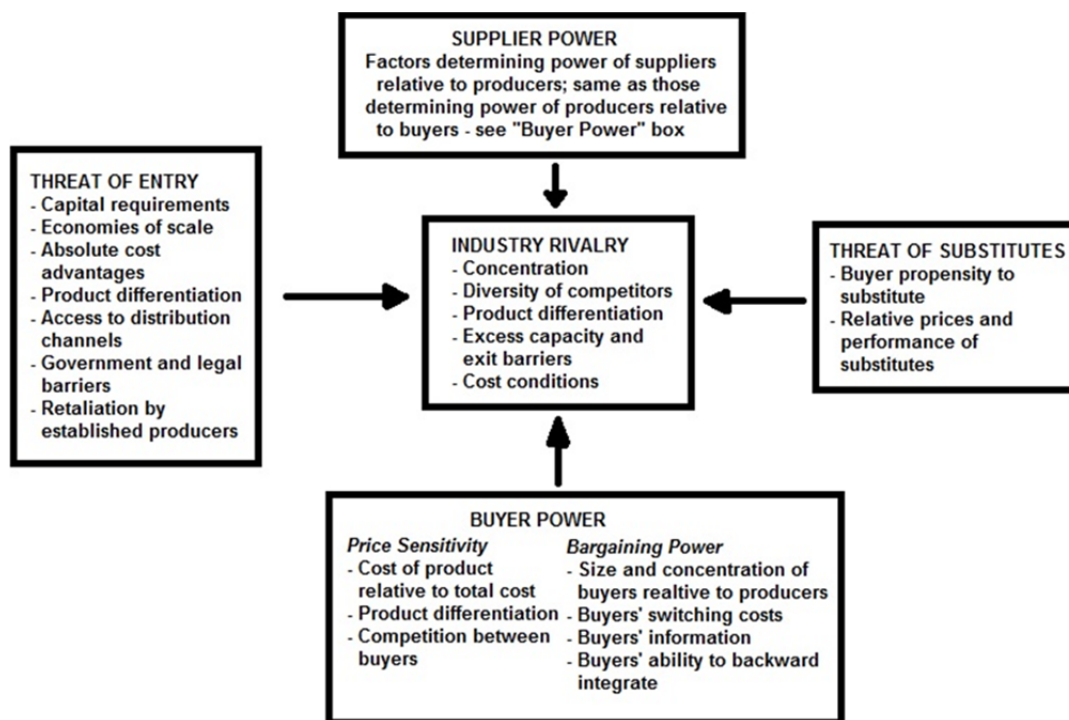 SUPPLIER POWER
Factors determining power of suppliers
relative to producers; same as those
determining power of producers relative
to buyers - see "Buyer Power" box
THREAT OF ENTRY
- Capital requirements
- Economies of scale
- Absolute cost
advantages
- Product differentiation
- Access to distribution
channels
- Government and legal
barriers
- Retaliation by
established producers
INDUSTRY RIVALRY
- Concentration
- Diversity of competitors
- Product differentiation
- Excess capacity and
exit barriers
- Cost conditions
THREAT OF SUBSTITUTES
- Buyer propensity to
substitute
- Relative prices and
performance of
substitutes
BUYER POWER
Price Sensitivity
- Cost of product
relative to total cost
- Product differentiation
- Competition between
buyers
Bargaining Power
- Size and concentration of
buyers realtive to producers
- Buyers' switching costs
- Buyers' information
- Buyers' ability to backward
integrate